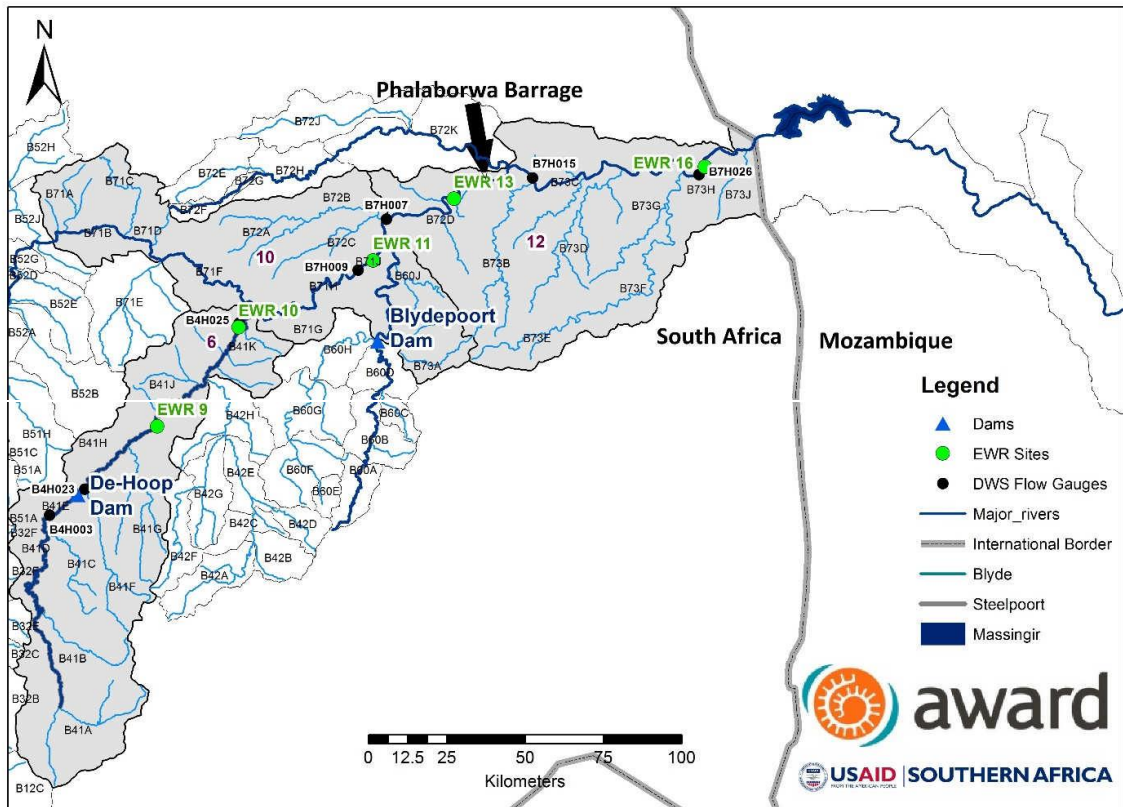 N
Phalaborwa Barrage
B72J
B72K
B52H
B72E
B72H
B72G
B71C
B71A
B7H015
EWR 16
B7H026
B73C
EWR 13
B73H
B73J
B72F
B72B
B7H007
B72D
B73G
B52J
B71B
B71D
B72A
B72C
EWR 11
12
B73D
B52G
B52D
10
B7H009
B71J
B73B
B71F
B60J
B73F
B52E
B71E
B71H
B4H025
EWR 10
Blydepoort
Dam
South Africa
Mozambique
B52A
6
B41K
B71G
B60H
B73E
B73A
B60D
B41J
B52B
Legend
EWR 9
B42H
B60G
B60C
Dams
B51H
B41H
B60B
EWR Sites
B51C
B51A
B42E
B60F
B60A
DWS Flow Gauges
B4H023
De-Hoop
Dam
B42G
B60E
Major_rivers
B41E
B51A
B4H003
B41G
B42C
B42D
International Border
B32F
B41D
B42F
B42B
B41C
B42A
Blyde
B41F
Steelpoort
B32E
B32C
B41B
Massingir
B32B
award
B41A
0 12.5 25 50 75 100
Kilometers
B12C
USAID SOUTHERN AFRICA
FROM THE AMERICAN PEOPLE